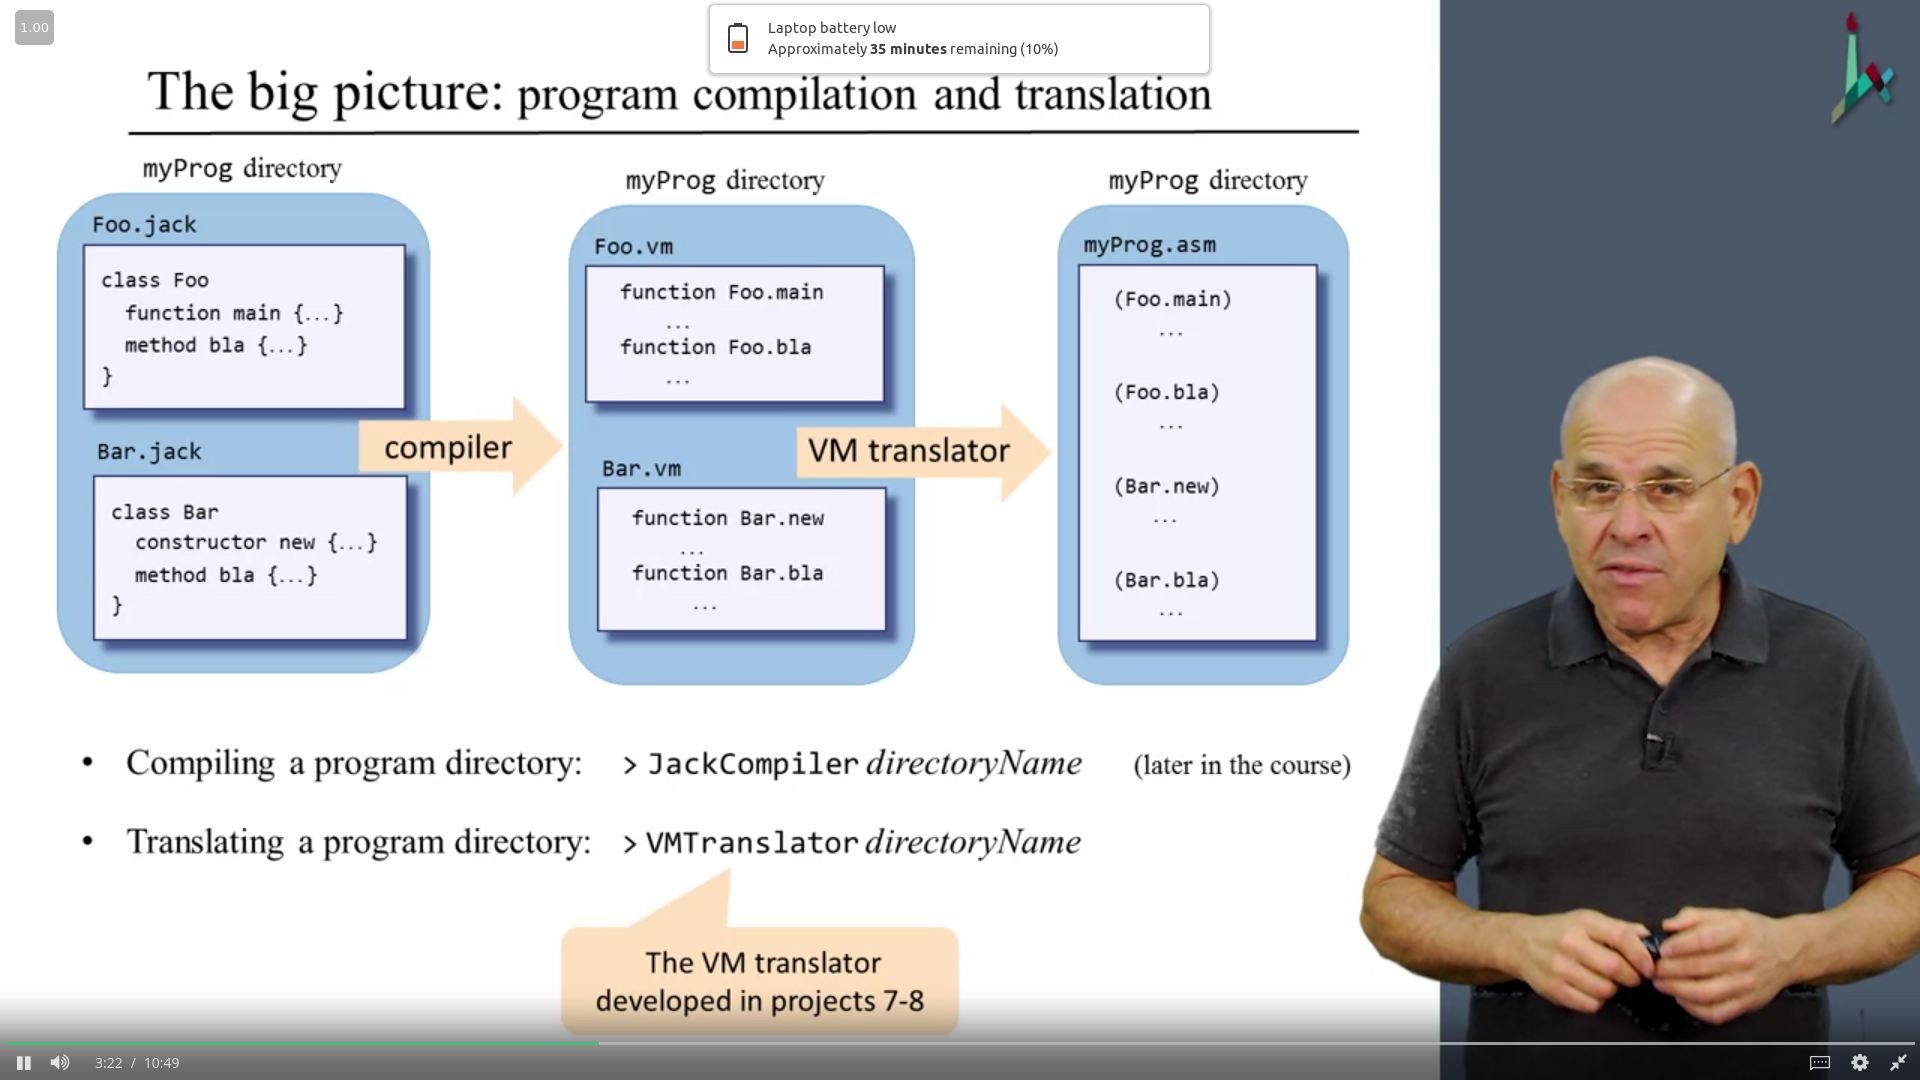 1.00
Laptop battery low
Approximately 35 minutes remaining (10%)
The big picture: program compilation and translation
myProg directory
Foo.jack
class Foo
function main {...}
method bla {...}
}
Bar.jack
class Bar
constructor new {...}
method bla {...}
}
compiler
myProg directory
Foo.vm
function Foo.main
...
function Foo.bla
...
Bar.vm
function Bar.new
...
function Bar.bla
...
VM translator
myProg directory
myProg.asm
(Foo.main)
...
(Foo.bla)
...
(Bar.new)
...
(Bar.bla)
...
• Compiling a program directory: > JackCompiler directoryName (later in the course)
• Translating a program directory: > VMTranslator directoryName
The VM translator
developed in projects 7-8
3:22 / 10:49